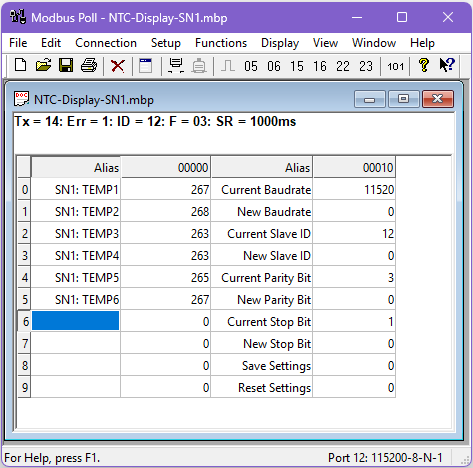 Modbus Poll - NTC-Display-SN1.mbp
File Edit Connection Setup Functions Display View Window Help
05 06 15 16 22 23 101 ?
NTC-Display-SN1.mbp
Tx = 14: Err = 1: ID = 12: F = 03: SR = 1000ms
Alias 00000 Alias 00010
0 SN1: TEMP1 267 Current Baudrate 11520
1 SN1: TEMP2 268 New Baudrate 0
2 SN1: TEMP3 263 Current Slave ID 12
3 SN1: TEMP4 263 New Slave ID 0
4 SN1: TEMP5 265 Current Parity Bit 3
5 SN1: TEMP6 267 New Parity Bit 0
6 0 Current Stop Bit 1
7 0 New Stop Bit 0
8 0 Save Settings 0
9 0 Reset Settings 0
For Help, press F1. Port 12: 115200-8-N-1